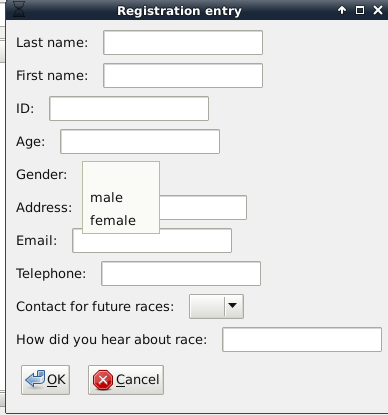 Registration entry
Last name:
First name:
ID:
Age:
Gender:
male
Address:
female
Email:
Telephone:
Contact for future races:
How did you hear about race:
OK Cancel